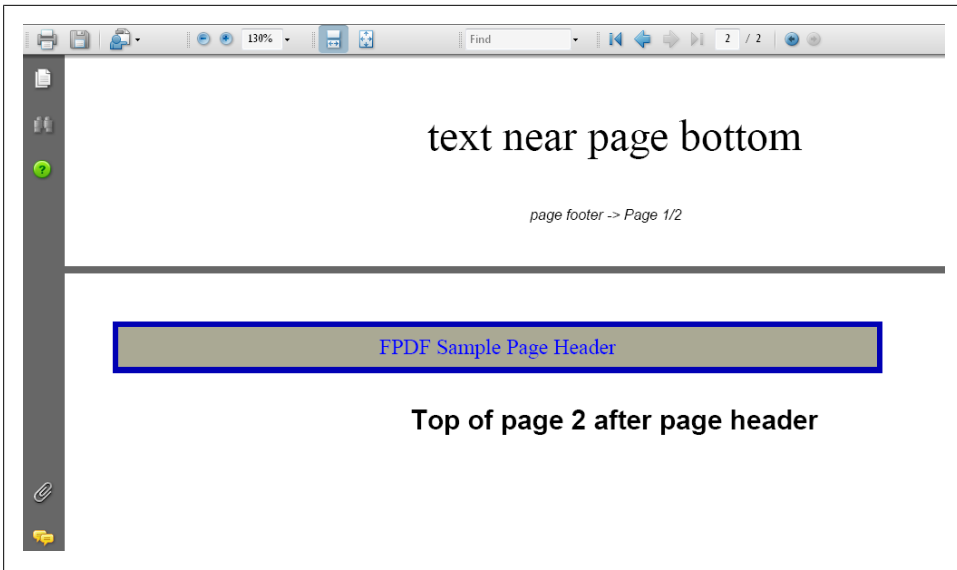 130% Find 2 / 2
text near page bottom
page footer -> Page 1/2
FPDF Sample Page Header
Top of page 2 after page header